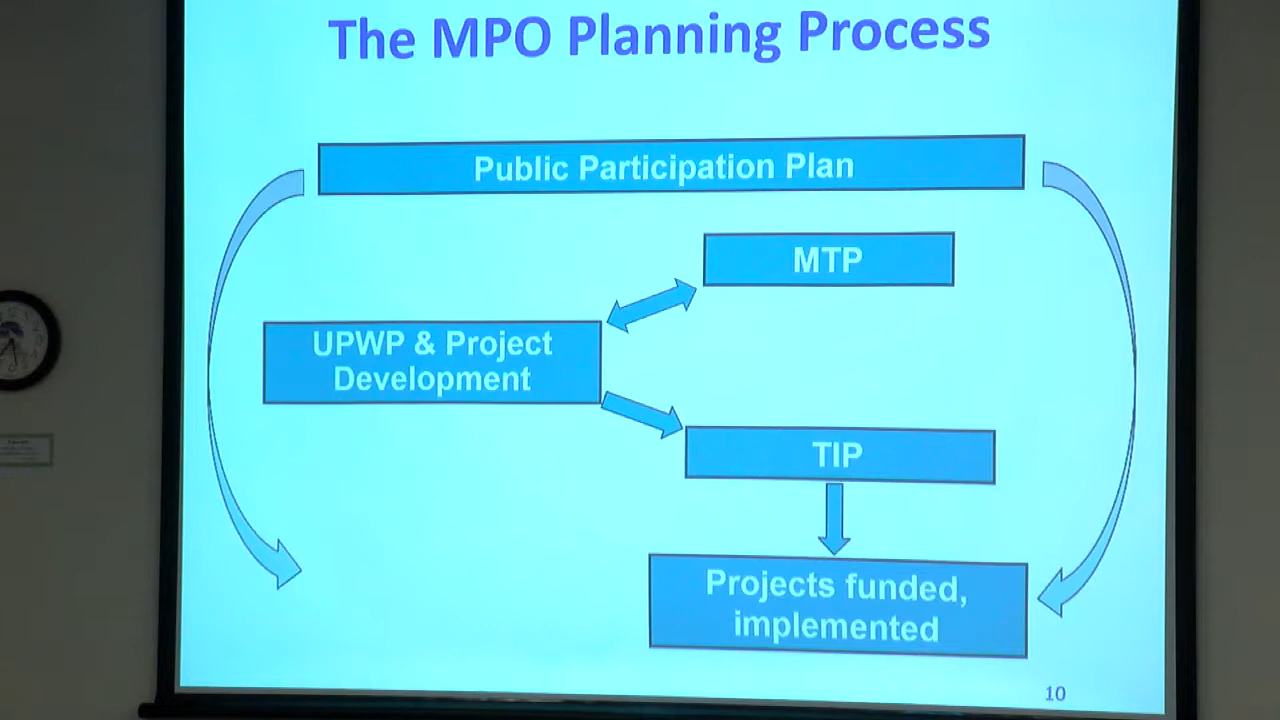 The MPO Planning Process
Public Participation Plan
MTP
UPWP & Project
Development
TIP
Projects funded,
implemented
10